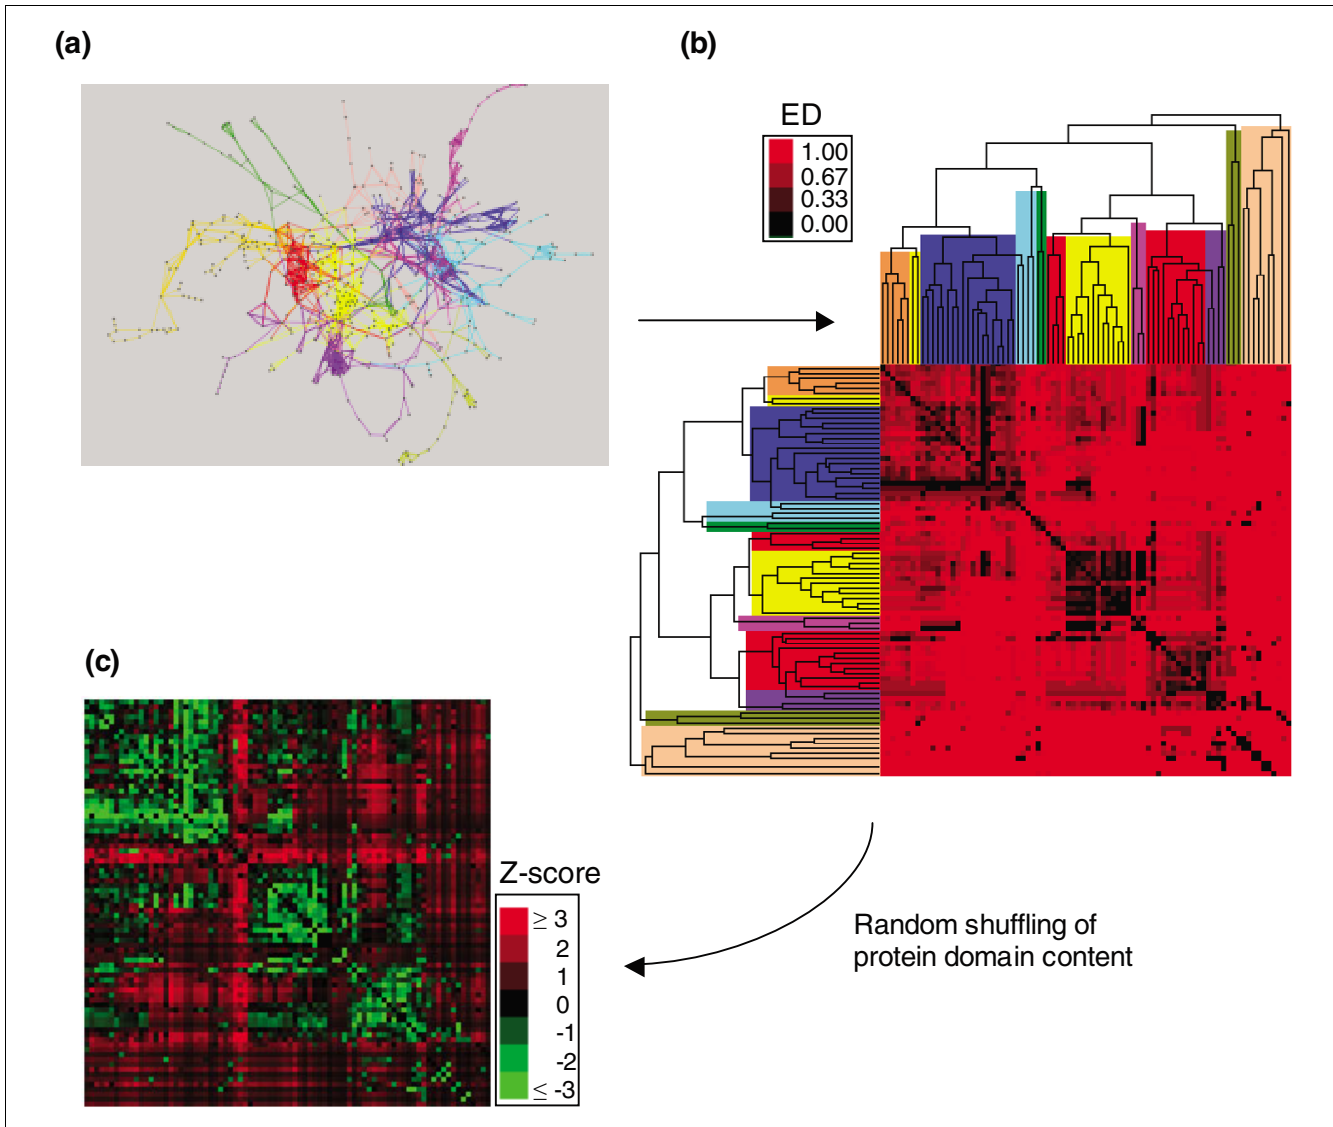 (a)
(b)
ED
1.00
0.67
0.33
0.00
(c)
Z-score
≥ 3
2
1
0
-1
-2
≤ -3
Random shuffling of
protein domain content